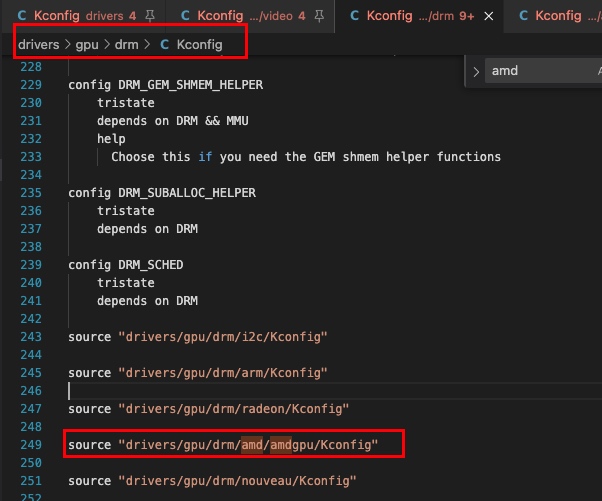 C Kconfig drivers 4
C Kconfig .../video 4
C Kconfig .../drm 9+
C Kconfig .../
drivers > gpu > drm > C Kconfig
amd
228
229 config DRM_GEM_SHMEM_HELPER
230 tristate
231 depends on DRM && MMU
232 help
233 Choose this if you need the GEM shmem helper functions
234
235 config DRM_SUBALLOC_HELPER
236 tristate
237 depends on DRM
238
239 config DRM_SCHED
240 tristate
241 depends on DRM
242
243 source "drivers/gpu/drm/i2c/Kconfig"
244
245 source "drivers/gpu/drm/arm/Kconfig"
246
247 source "drivers/gpu/drm/radeon/Kconfig"
248
249 source "drivers/gpu/drm/amd/amdgpu/Kconfig"
250
251 source "drivers/gpu/drm/nouveau/Kconfig"
252